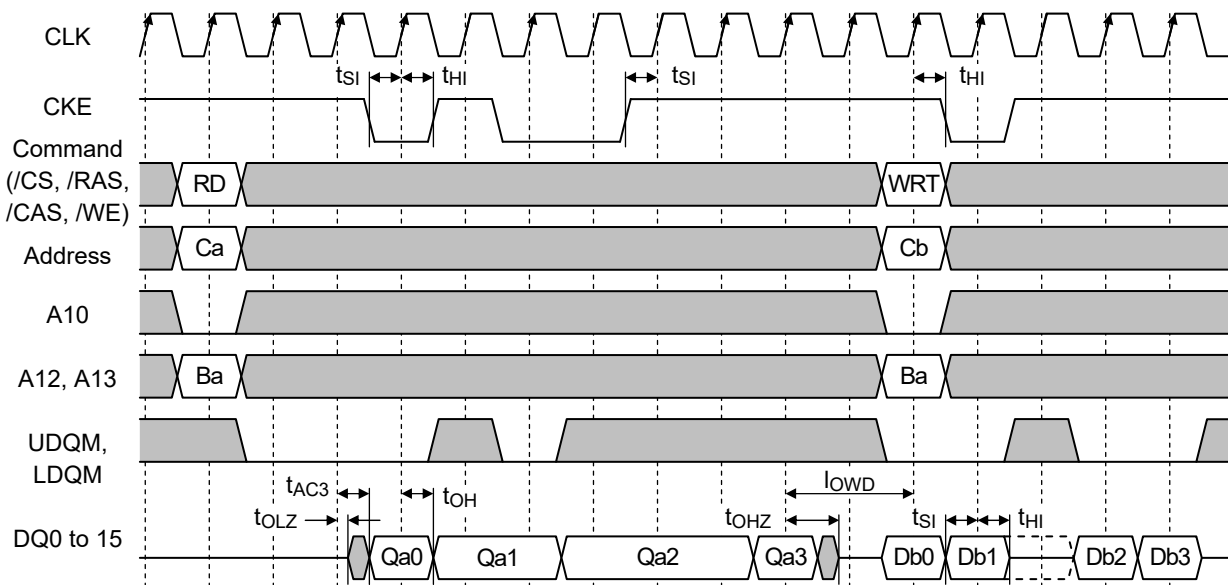 CLK
tSI tHI tSI tHI
CKE
Command
(/CS, /RAS,
/CAS, /WE)
RD WRT
Address
Ca Cb
A10
A12, A13
Ba Ba
UDQM,
LDQM
tAC3 tOH IOWD
tOLZ tOHZ tSI tHI
DQ0 to 15
Qa0 Qa1 Qa2 Qa3 Db0 Db1 Db2 Db3